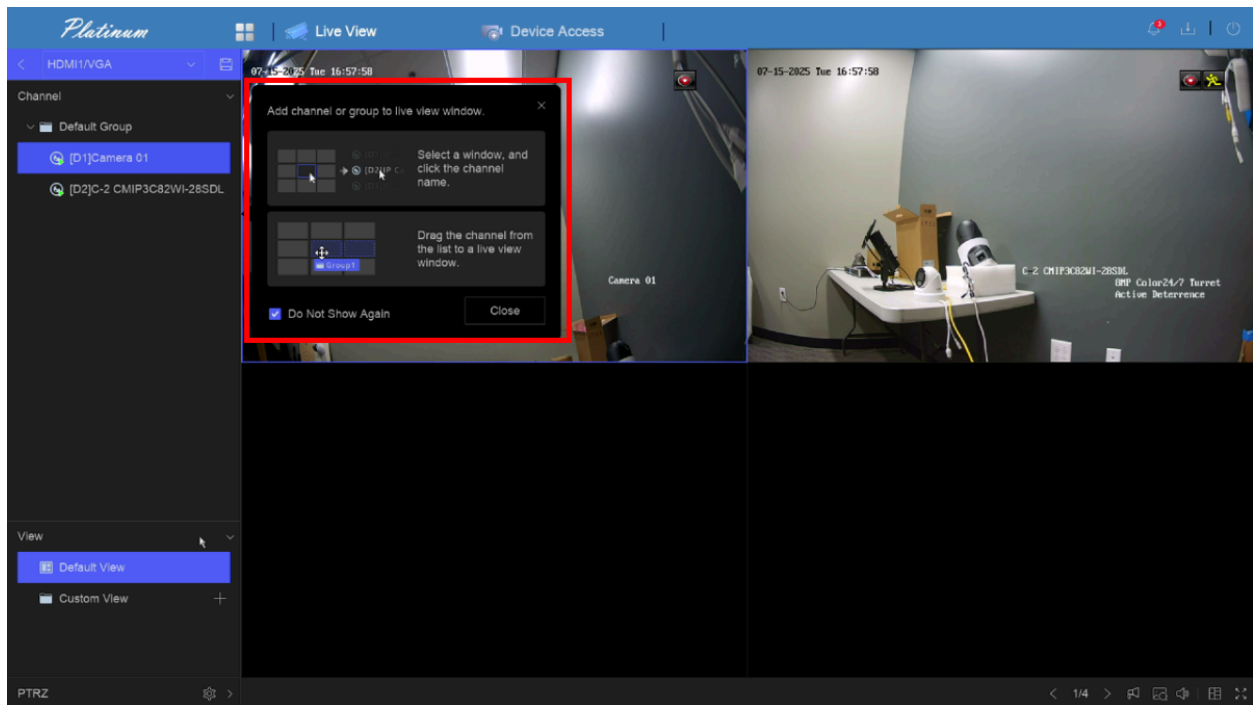 Platinum
Live View
Device Access
3
HDMI1/VGA
Channel
Default Group
[D1]Camera 01
[D2]C-2 CMIP3C82WI-28SDL
07-15-2025 Tue 16:57:58
Add channel or group to live view window.
Select a window, and
click the channel
name.
Drag the channel from
the list to a live view
window.
Group1
Do Not Show Again
Close
Camera 01
07-15-2025 Tue 16:57:58
C-2 CMIP3C82WI-28SDL
8MP Color24/7 Turret
Active Deterrence
View
Default View
Custom View
PTRZ
1/4